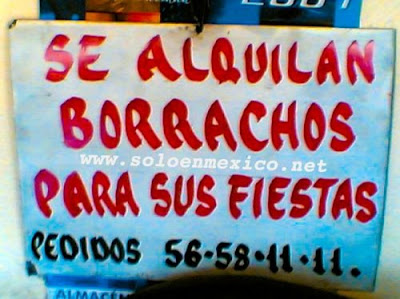 SE ALQUILAN
BORRACHOS
www.soloenmexico.net
PARA SUS FIESTAS
PEDIDOS 56-58-11-11.